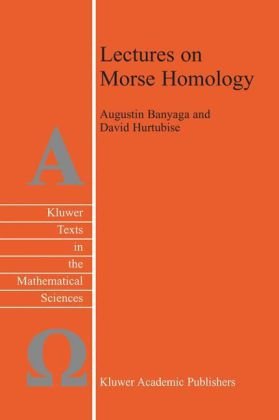 Lectures on
Morse Homology
Augustin Banyaga and
David Hurtubise
Α
Kluwer
Texts
in
the
Mathematical
Sciences
Ω
Kluwer Academic Publishers